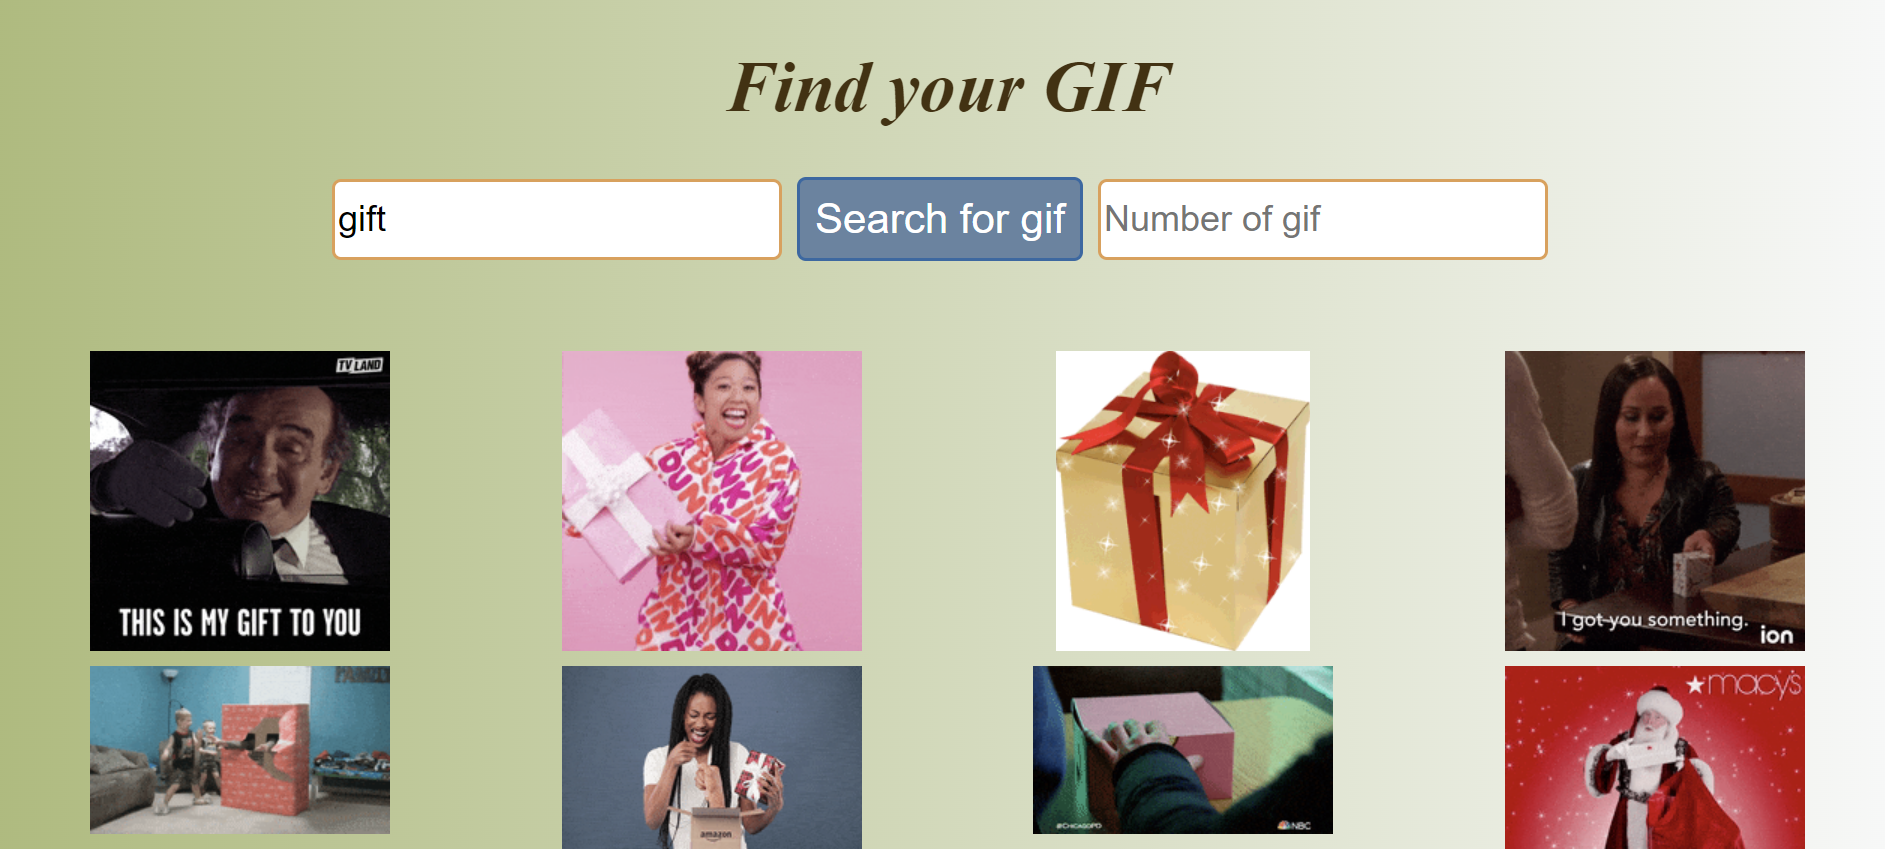 Find your GIF
gift
Search for gif
Number of gif
TV LAND
THIS IS MY GIFT TO YOU
DUNKIN'
I got you something.
ion
amazon
#CHICAGOPD
NBC
macy's